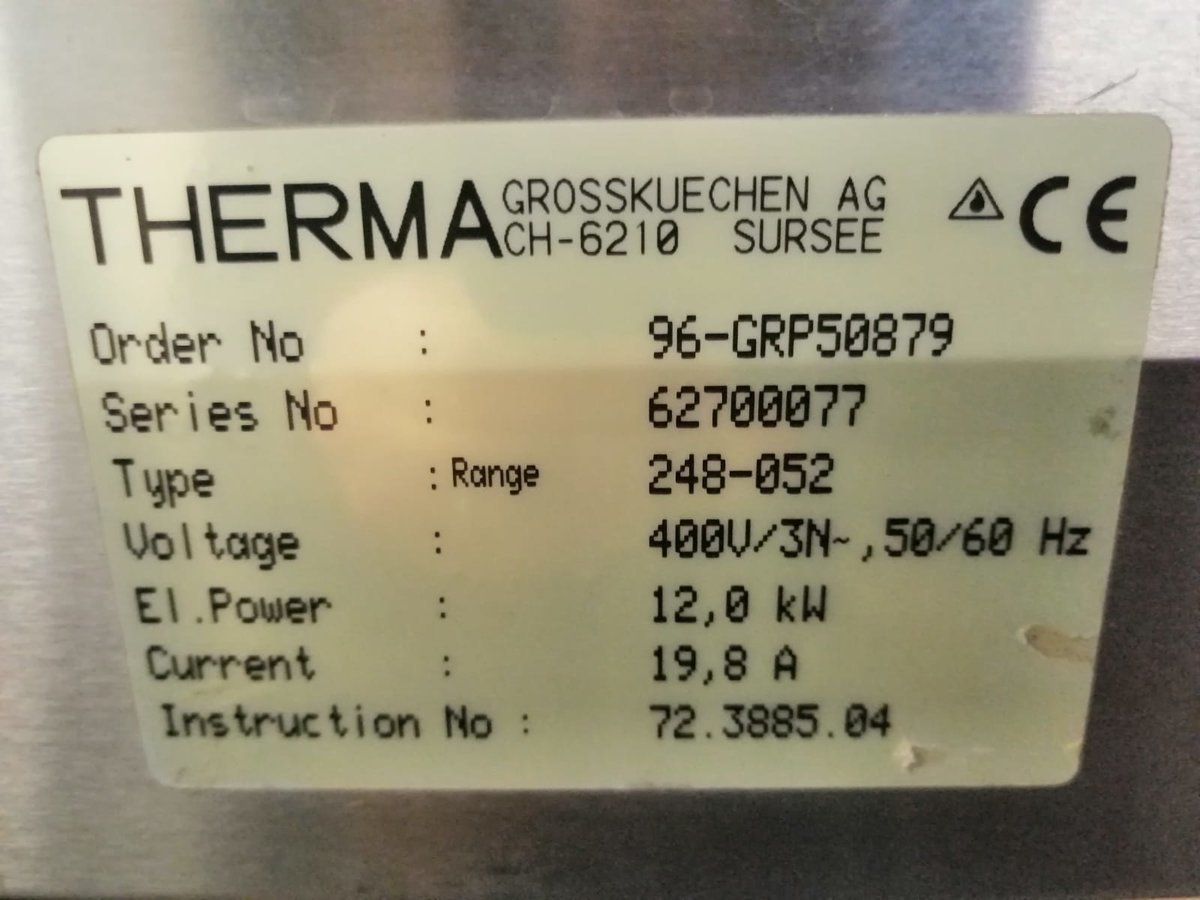 THERMA GROSSKUECHEN AG
CH-6210 SURSEE
CE
Order No : 96-GRP50879
Series No : 62700077
Type : Range 248-052
Voltage : 400V/3N~,50/60 Hz
El.Power : 12,0 kW
Current : 19,8 A
Instruction No : 72.3885.04